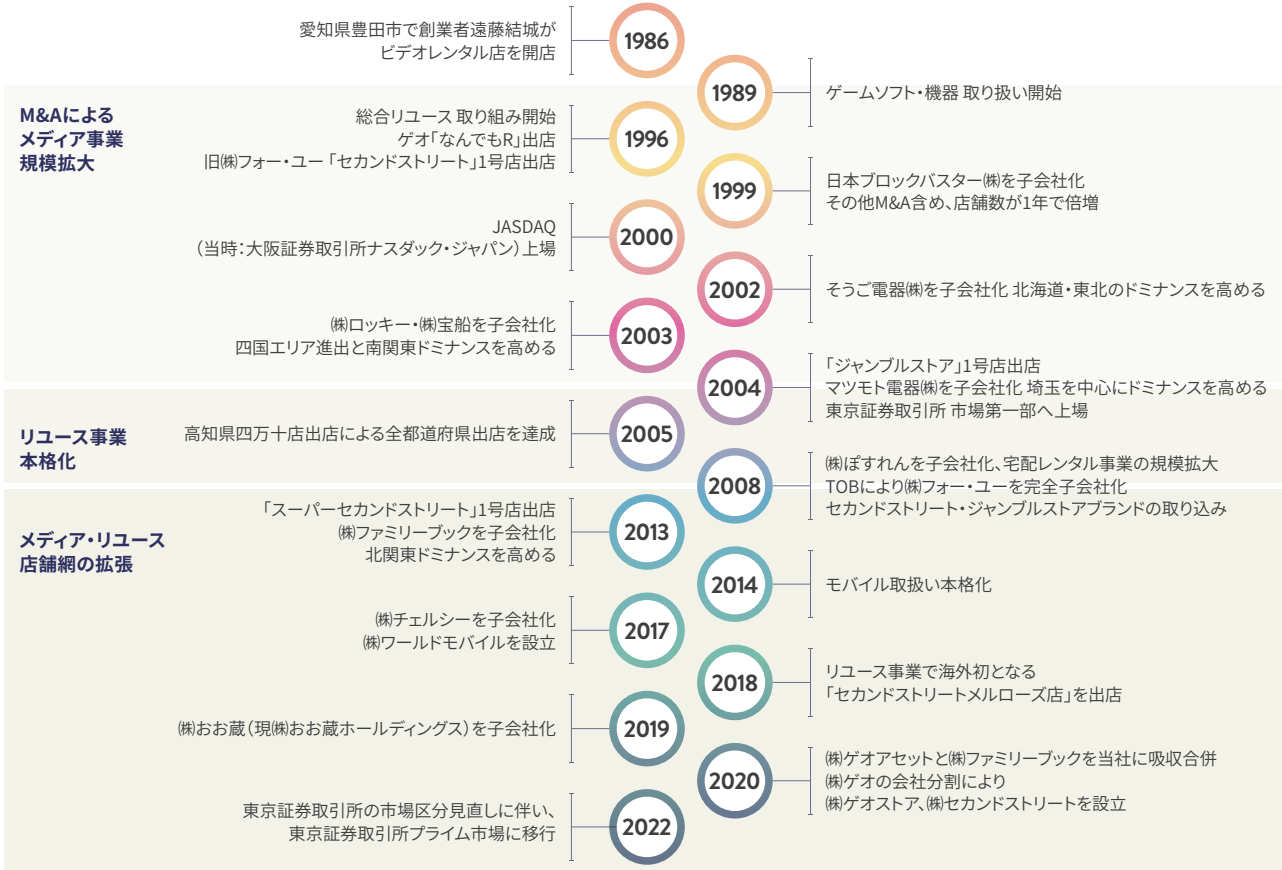 1986
愛知県豊田市で創業者遠藤結城が
ビデオレンタル店を開店
1989
ゲームソフト・機器 取り扱い開始
M&Aによる
メディア事業
規模拡大
1996
総合リユース 取り組み開始
ゲオ「なんでもR」出店
旧㈱フォー・ユー 「セカンドストリート」1号店出店
1999
日本ブロックバスター㈱を子会社化
その他M&A含め、店舗数が1年で倍増
2000
JASDAQ
（当時：大阪証券取引所ナスダック・ジャパン）上場
2002
そうご電器㈱を子会社化 北海道・東北のドミナンスを高める
2003
㈱ロッキー・㈱宝船を子会社化
四国エリア進出と南関東ドミナンスを高める
2004
「ジャンブルストア」1号店出店
マツモト電器㈱を子会社化 埼玉を中心にドミナンスを高める
東京証券取引所 市場第一部へ上場
リユース事業
本格化
2005
高知県四万十店出店による全都道府県出店を達成
2008
㈱ぽすれんを子会社化、宅配レンタル事業の規模拡大
TOBにより㈱フォー・ユーを完全子会社化
セカンドストリート・ジャンブルストアブランドの取り込み
メディア・リユース
店舗網の拡張
2013
「スーパーセカンドストリート」1号店出店
㈱ファミリーブックを子会社化
北関東ドミナンスを高める
2014
モバイル取扱い本格化
2017
㈱チェルシーを子会社化
㈱ワールドモバイルを設立
2018
リユース事業で海外初となる
「セカンドストリートメルローズ店」を出店
2019
㈱おお蔵（現㈱おお蔵ホールディングス）を子会社化
2020
㈱ゲオアセットと㈱ファミリーブックを当社に吸収合併
㈱ゲオの会社分割により
㈱ゲオストア、㈱セカンドストリートを設立
2022
東京証券取引所の市場区分見直しに伴い、
東京証券取引所プライム市場に移行